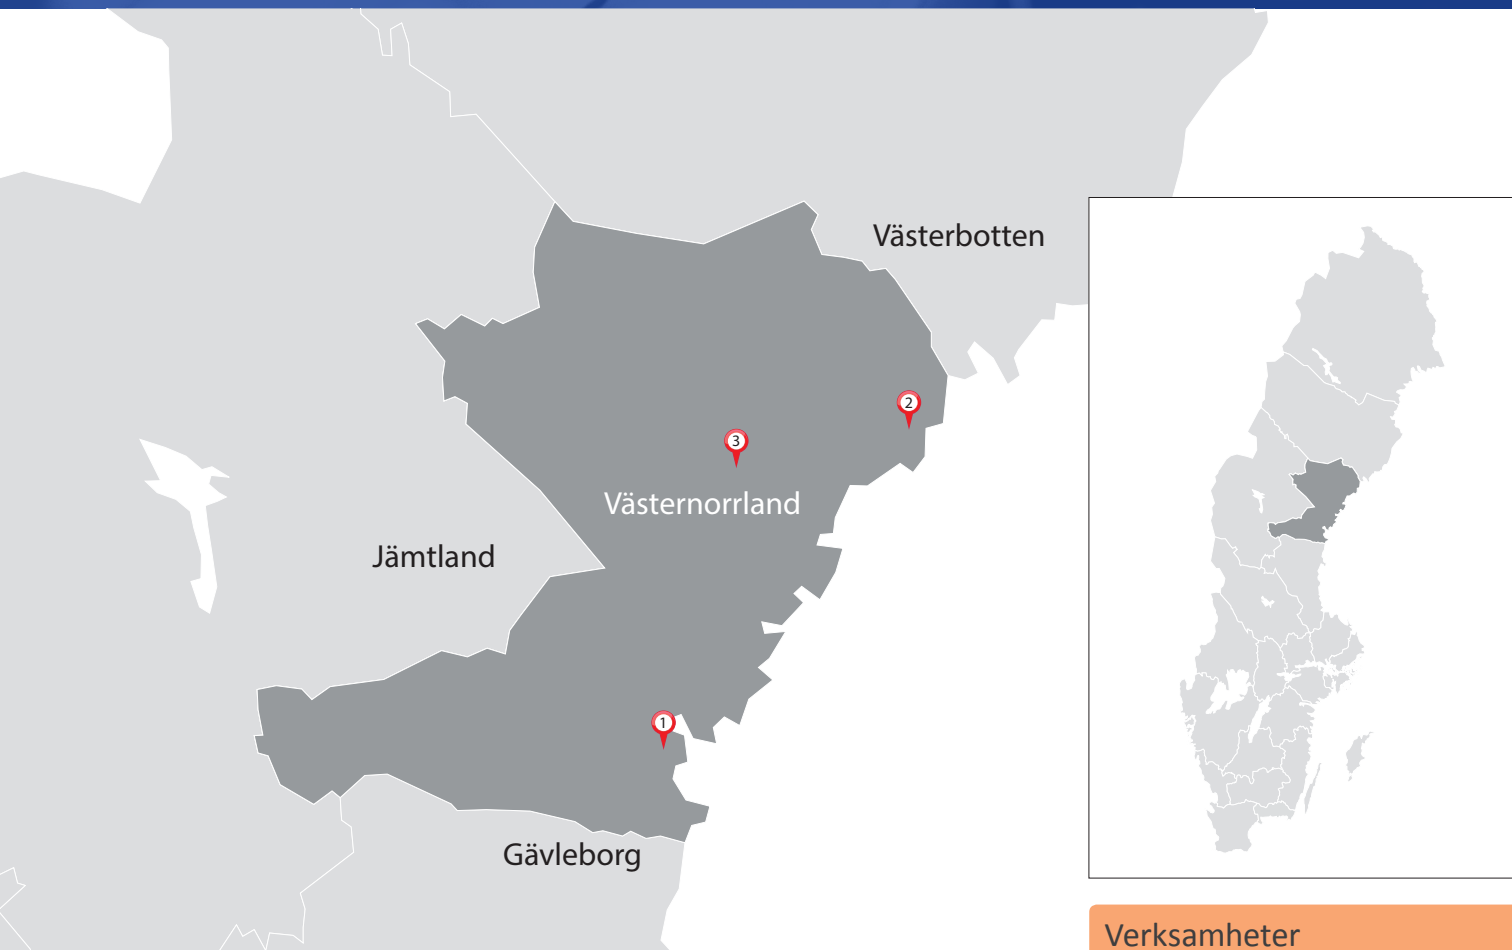 Västerbotten
2
3
Västernorrland
Jämtland
1
Gävleborg
Verksamheter